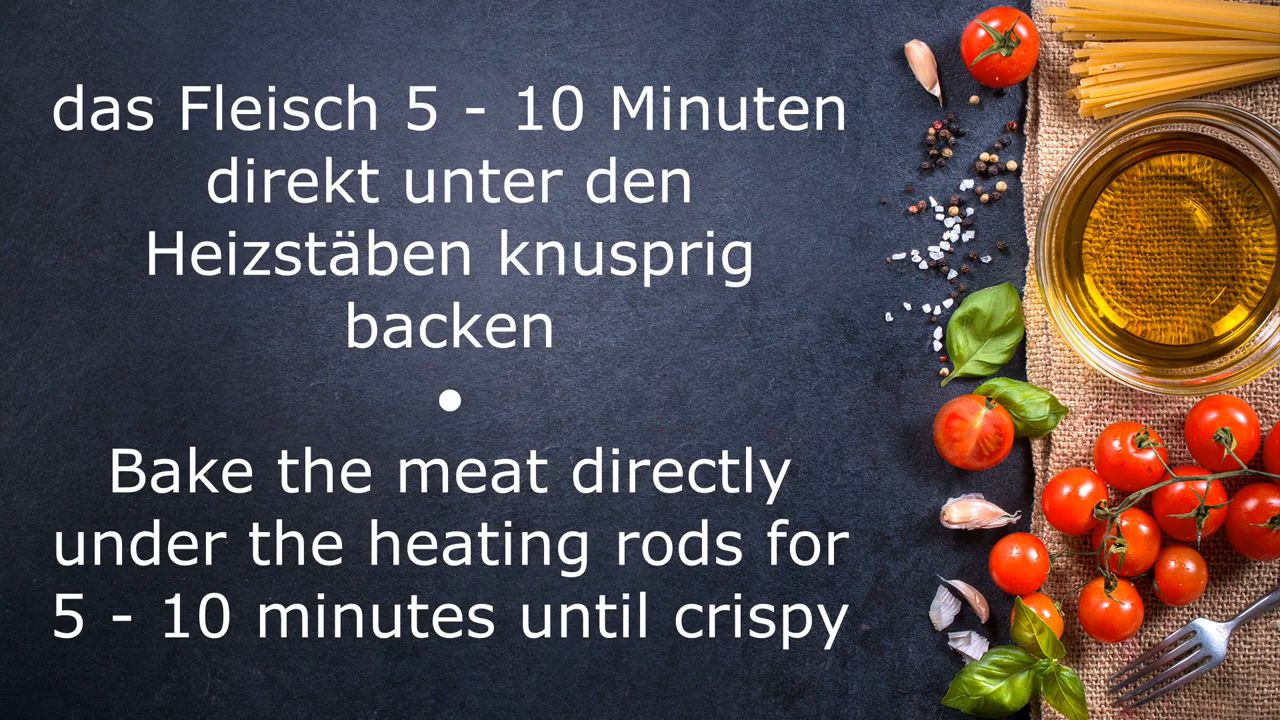 das Fleisch 5 - 10 Minuten
direkt unter den
Heizstäben knusprig
backen
●
Bake the meat directly
under the heating rods for
5 - 10 minutes until crispy